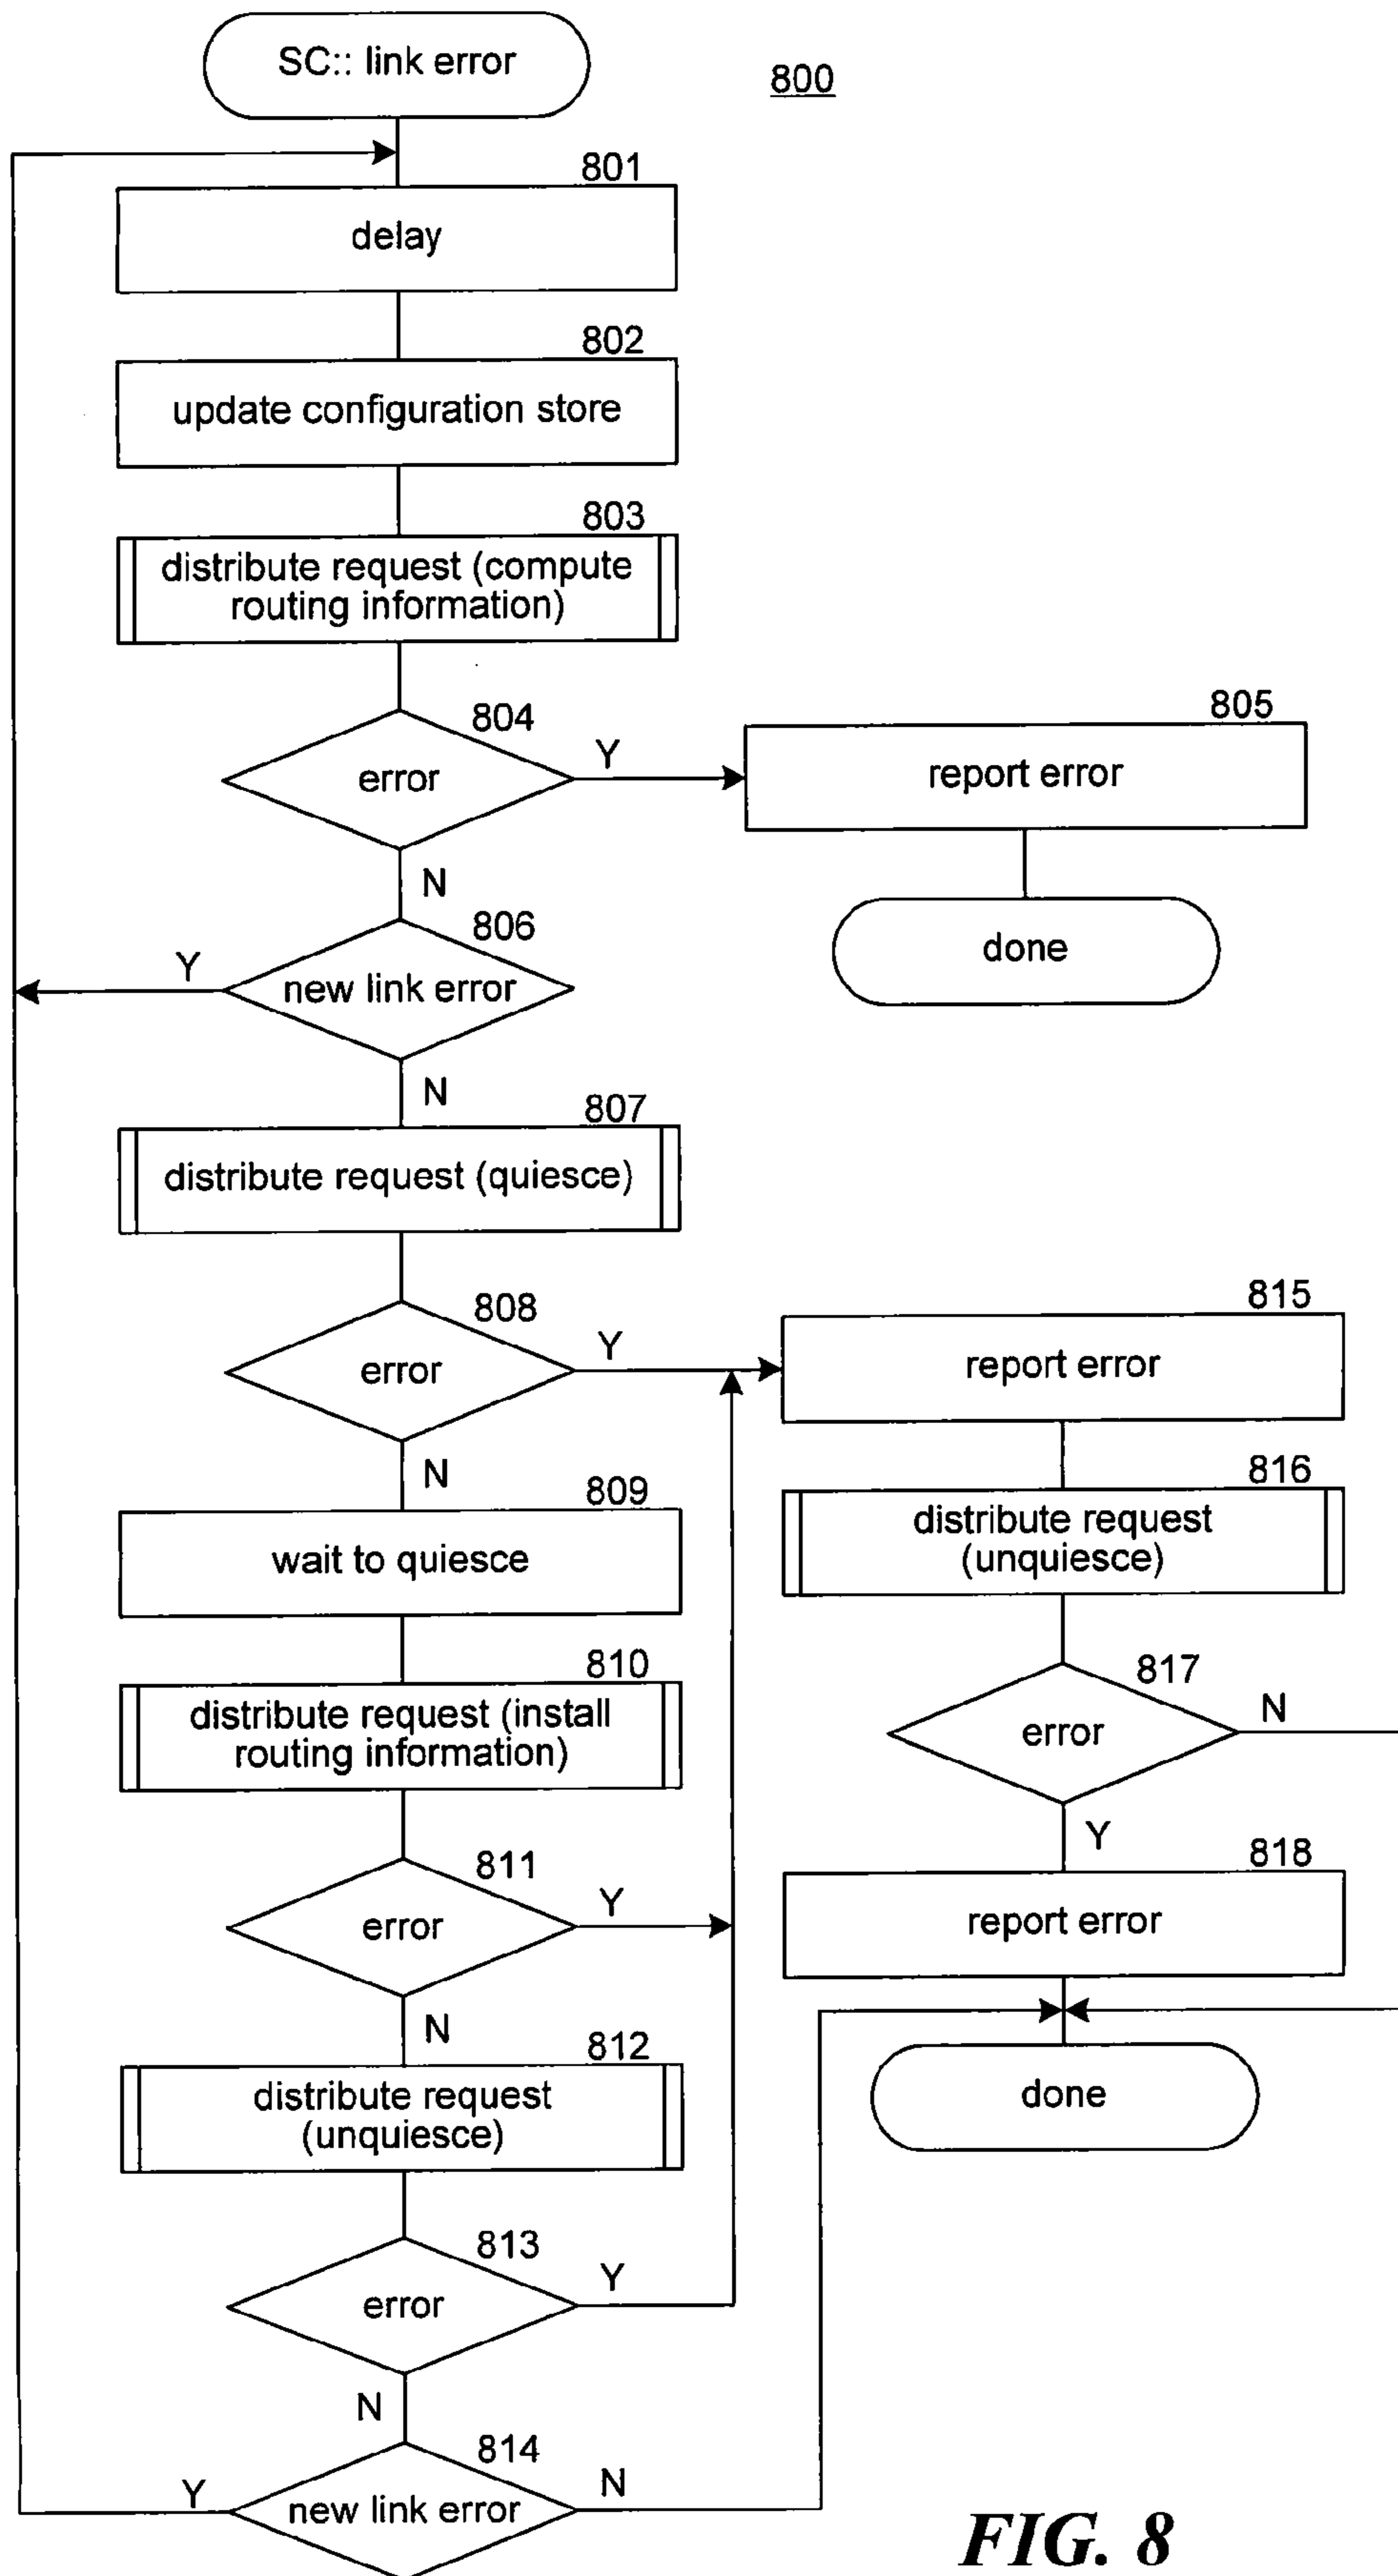 SC:: link error
800
801
delay
802
update configuration store
803
distribute request (compute
routing information)
804
error
Y
N
805
report error
done
806
new link error
Y
N
807
distribute request (quiesce)
808
error
Y
N
809
wait to quiesce
810
distribute request (install
routing information)
811
error
Y
N
812
distribute request
(unquiesce)
813
error
Y
N
814
new link error
Y
N
815
report error
816
distribute request
(unquiesce)
817
error
N
Y
818
report error
done
FIG. 8